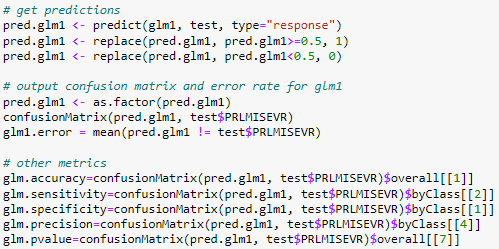 # get predictions
pred.glm1 <- predict(glm1, test, type="response")
pred.glm1 <- replace(pred.glm1, pred.glm1>=0.5, 1)
pred.glm1 <- replace(pred.glm1, pred.glm1<0.5, 0)
# output confusion matrix and error rate for glm1
pred.glm1 <- as.factor(pred.glm1)
confusionMatrix(pred.glm1, test$PRLMISEVR)
glm1.error = mean(pred.glm1 != test$PRLMISEVR)
# other metrics
glm.accuracy=confusionMatrix(pred.glm1, test$PRLMISEVR)$overall[[1]]
glm.sensitivity=confusionMatrix(pred.glm1, test$PRLMISEVR)$byClass[[2]]
glm.specificity=confusionMatrix(pred.glm1, test$PRLMISEVR)$byClass[[1]]
glm.precision=confusionMatrix(pred.glm1, test$PRLMISEVR)$byClass[[4]]
glm.pvalue=confusionMatrix(pred.glm1, test$PRLMISEVR)$overall[[7]]